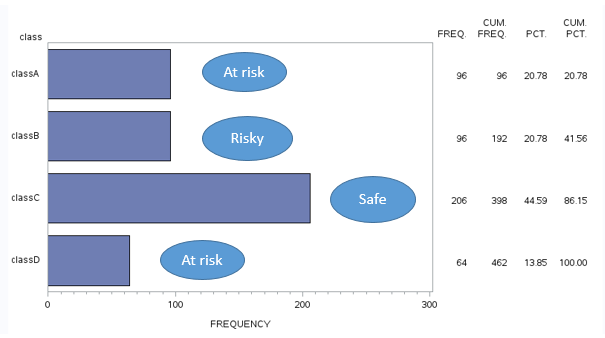 CUM. CUM.
class FREQ. FREQ. PCT. PCT.
classA At risk 96 96 20.78 20.78
classB Risky 96 192 20.78 41.56
classC Safe 206 398 44.59 86.15
classD At risk 64 462 13.85 100.00
0 100 200 300
FREQUENCY